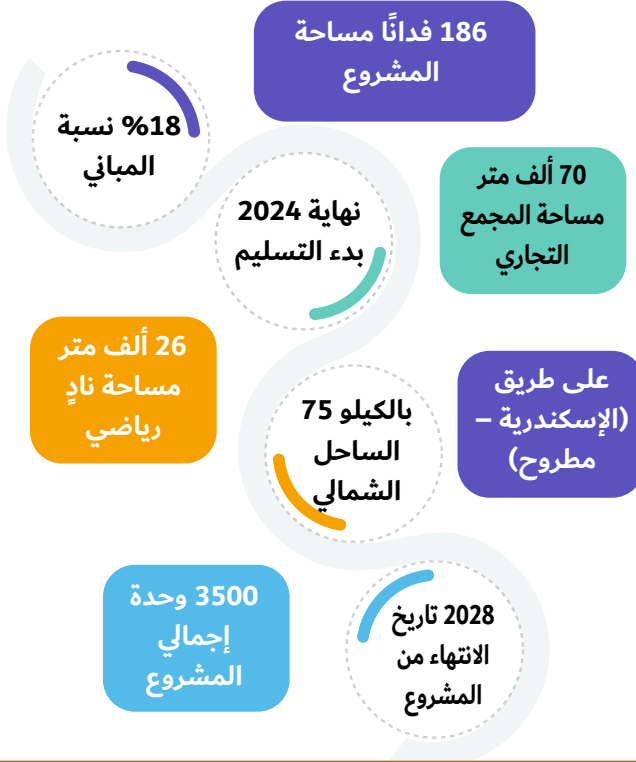 186 فدانًا مساحة
المشروع
18% نسبة
المباني
70 ألف متر
مساحة المجمع
التجاري
نهاية 2024
بدء التسليم
26 ألف متر
مساحة نادٍ
رياضي
على طريق
(الإسكندرية –
مطروح)
بالكيلو 75
الساحل
الشمالي
3500 وحدة
إجمالي
المشروع
2028 تاريخ
الانتهاء من
المشروع